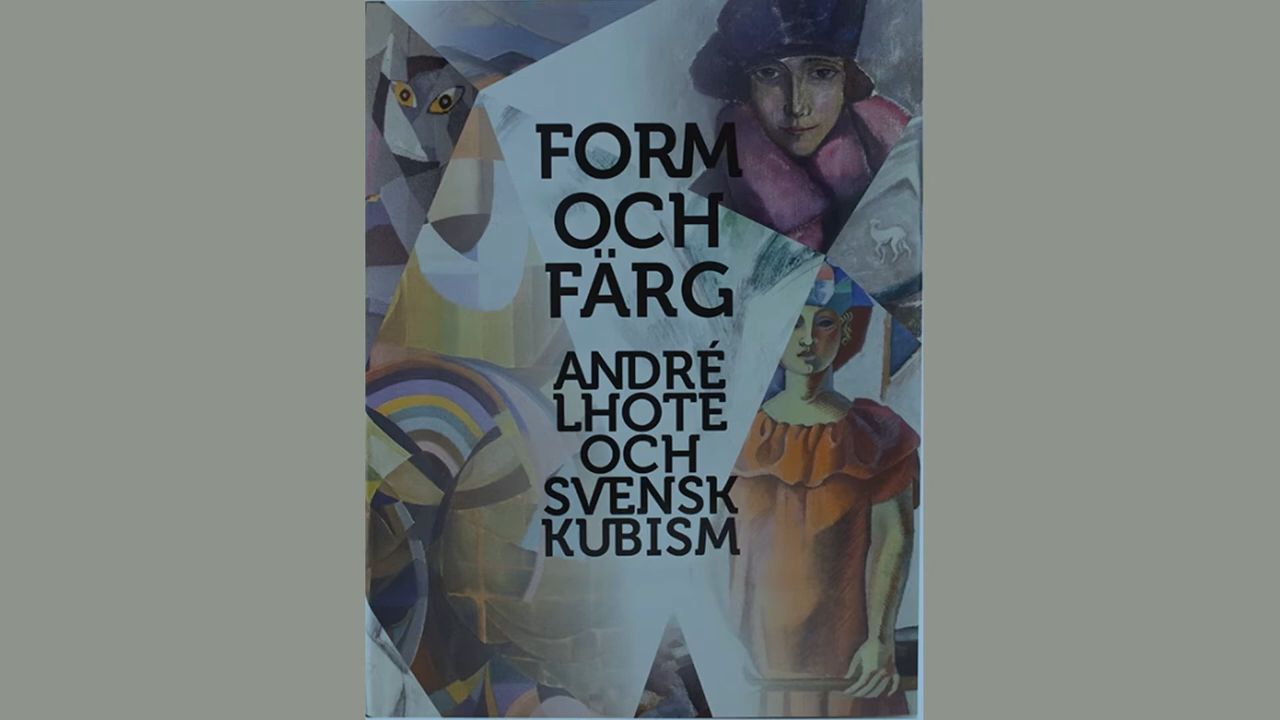 FORM
OCH
FÄRG
ANDRÉ
LHOTE
OCH
SVENSK
KUBISM